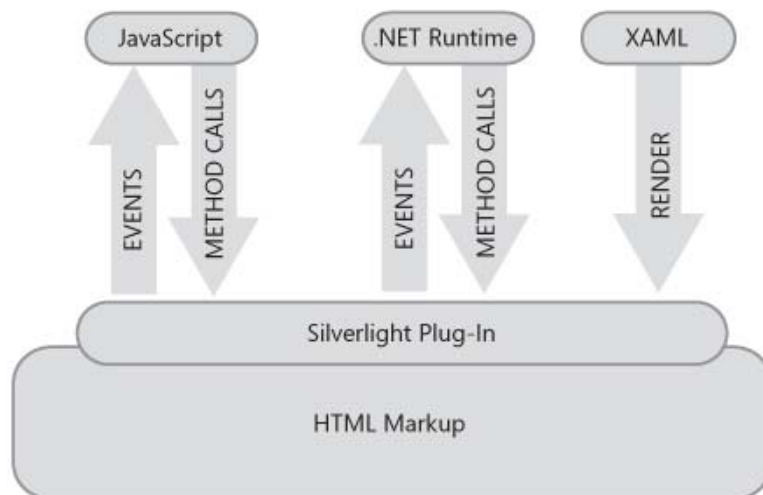 JavaScript
.NET Runtime
XAML
EVENTS
METHOD CALLS
EVENTS
METHOD CALLS
RENDER
Silverlight Plug-In
HTML Markup